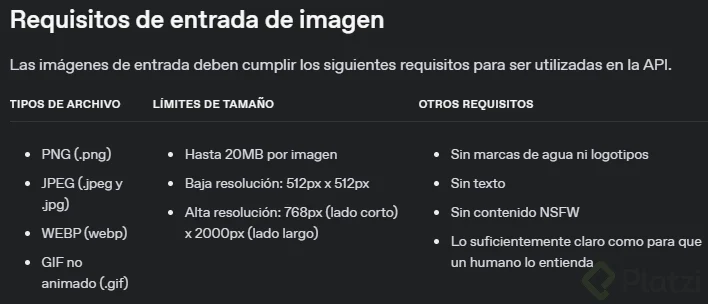 Requisitos de entrada de imagen
Las imágenes de entrada deben cumplir los siguientes requisitos para ser utilizadas en la API.
TIPOS DE ARCHIVO
LÍMITES DE TAMAÑO
OTROS REQUISITOS
• PNG (.png)
• JPEG (.jpeg y
.jpg)
• WEBP (webp)
• GIF no
animado (.gif)
• Hasta 20MB por imagen
• Baja resolución: 512px x 512px
• Alta resolución: 768px (lado corto)
x 2000px (lado largo)
• Sin marcas de agua ni logotipos
• Sin texto
• Sin contenido NSFW
• Lo suficientemente claro como para que
un humano lo entienda
Platzi